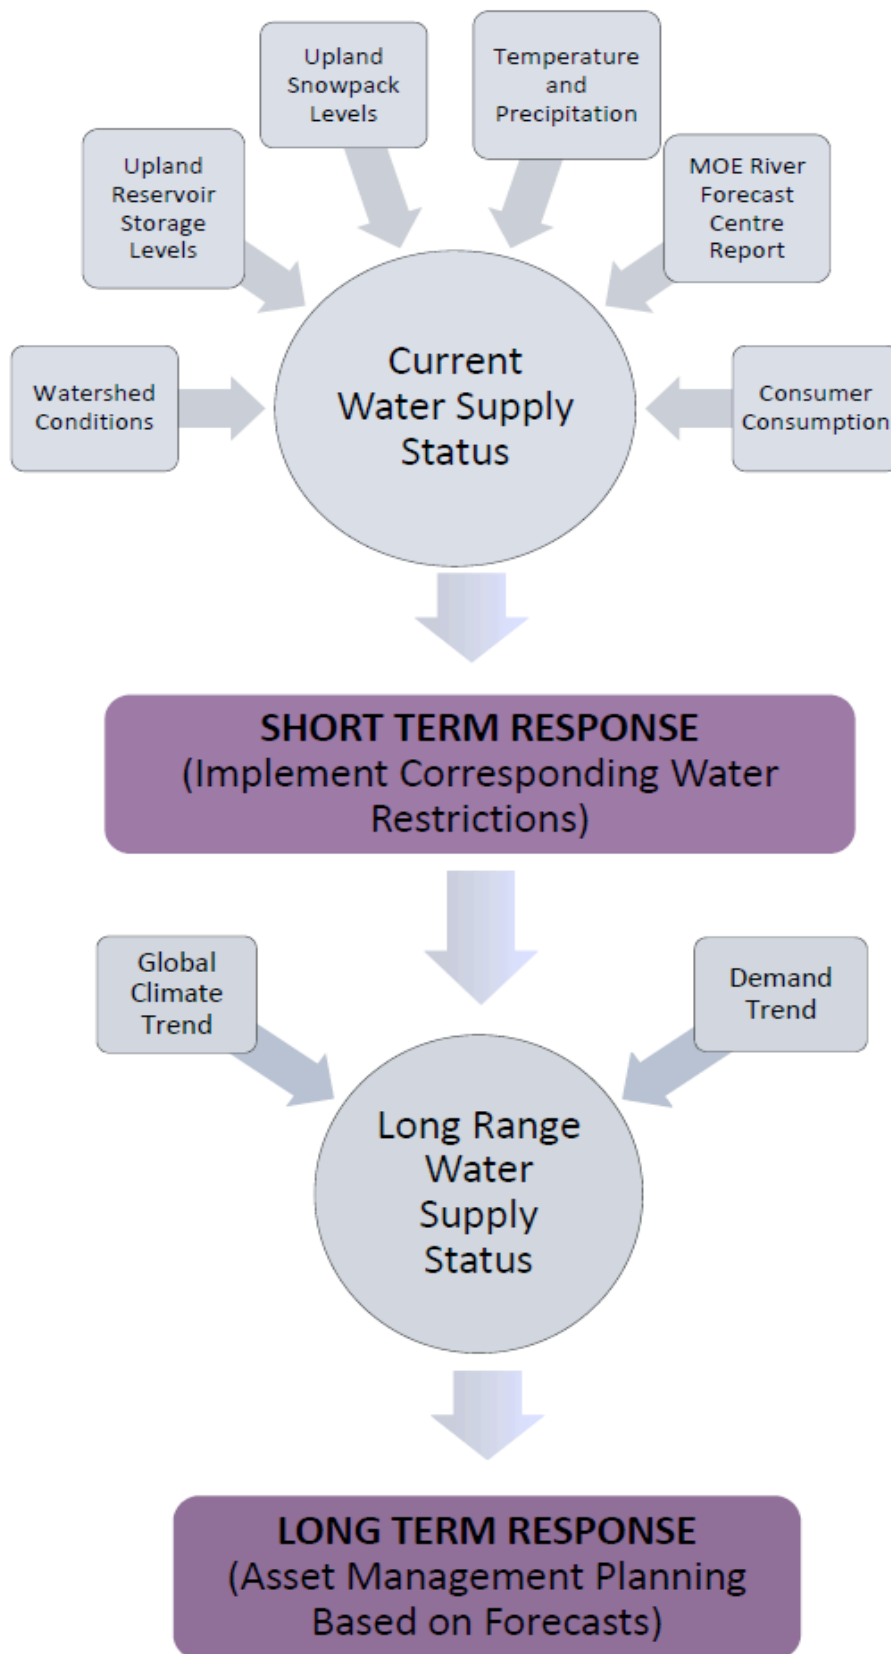 Upland
Snowpack
Levels
Temperature
and
Precipitation
Upland
Reservoir
Storage
Levels
MOE River
Forecast
Centre
Report
Watershed
Conditions
Current
Water Supply
Status
Consumer
Consumption
SHORT TERM RESPONSE
(Implement Corresponding Water
Restrictions)
Global
Climate
Trend
Demand
Trend
Long Range
Water
Supply
Status
LONG TERM RESPONSE
(Asset Management Planning
Based on Forecasts)